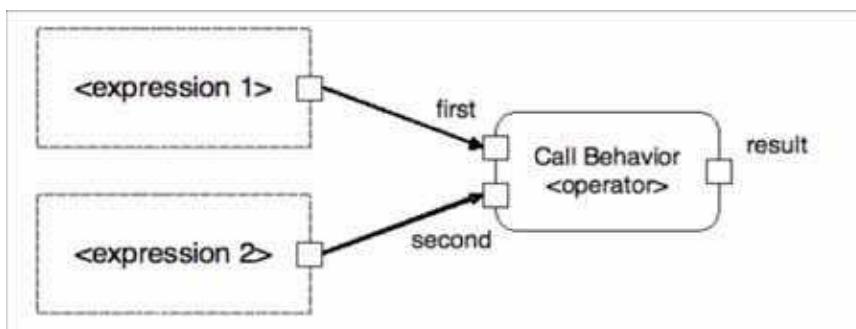 <expression 1>
first
Call Behavior
<operator>
result
<expression 2>
second